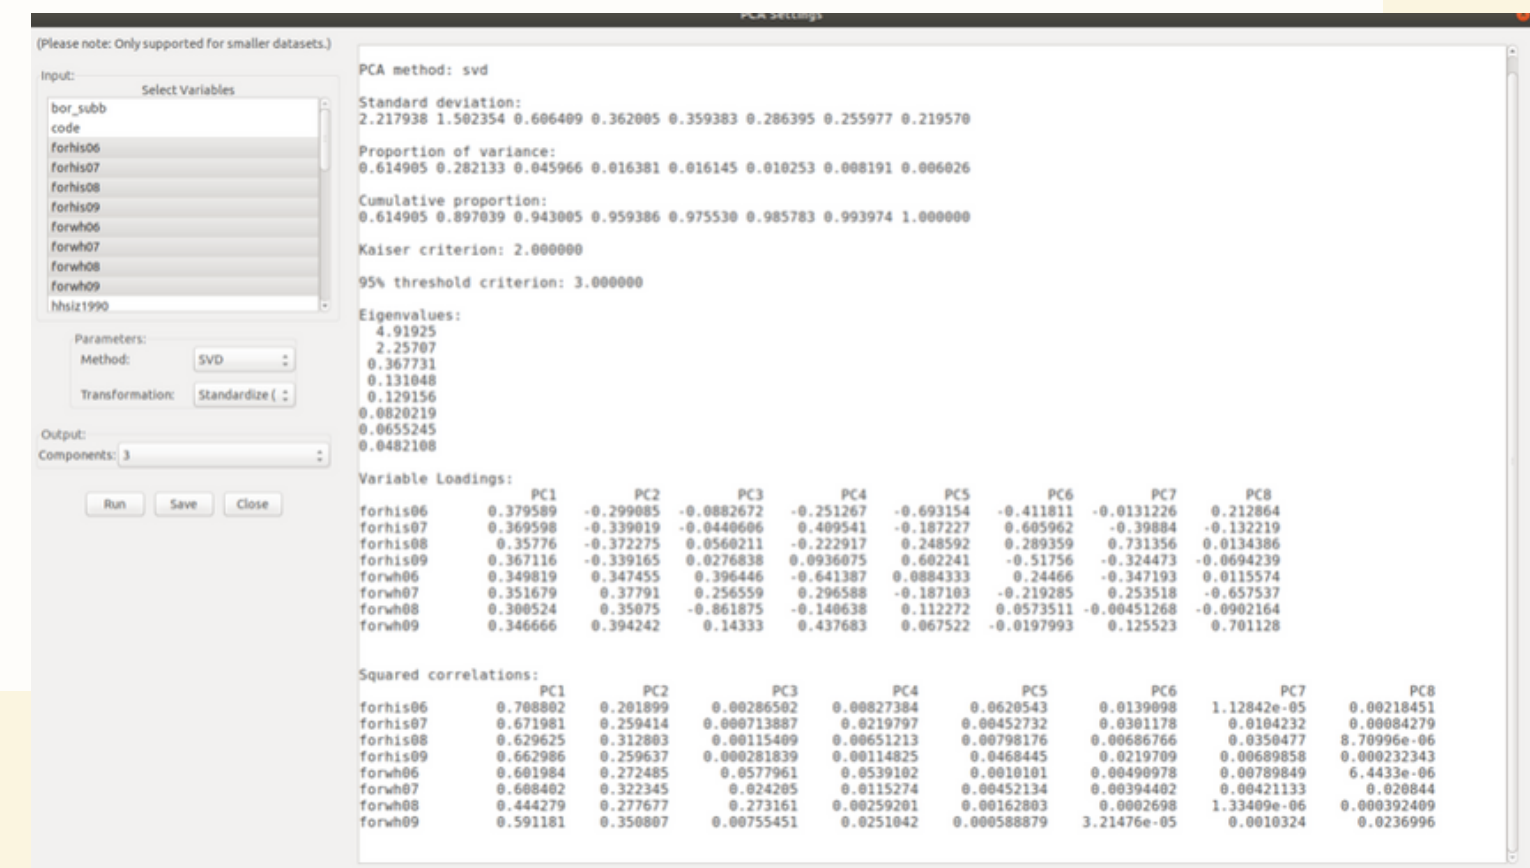 PCA Settings
(Please note: Only supported for smaller datasets.)
Input:
Select Variables
bor_subb
code
forhis06
forhis07
forhis08
forhis09
forwh06
forwh07
forwh08
forwh09
hhsiz1990
Parameters:
Method: SVD
Transformation: Standardize (
Output:
Components: 3
Run Save Close
PCA method: svd
Standard deviation:
2.217938 1.502354 0.606409 0.362005 0.359383 0.286395 0.255977 0.219570
Proportion of variance:
0.614905 0.282133 0.045966 0.016381 0.016145 0.010253 0.008191 0.006026
Cumulative proportion:
0.614905 0.897039 0.943005 0.959386 0.975530 0.985783 0.993974 1.000000
Kaiser criterion: 2.000000
95% threshold criterion: 3.000000
Eigenvalues:
4.91925
2.25707
0.367731
0.131048
0.129156
0.0820219
0.0655245
0.0482108
Variable Loadings:
PC1 PC2 PC3 PC4 PC5 PC6 PC7 PC8
forhis06 0.379589 -0.299085 -0.0882672 -0.251267 -0.693154 -0.411811 -0.0131226 0.212864
forhis07 0.369598 -0.339019 -0.0440606 0.409541 -0.187227 0.605962 -0.39884 -0.132219
forhis08 0.35776 -0.372275 0.0560211 -0.222917 0.248592 0.289359 0.731356 0.0134386
forhis09 0.367116 -0.339165 0.0276838 0.0936075 0.602241 -0.51756 -0.324473 -0.0694239
forwh06 0.349819 0.347455 0.396446 -0.641387 0.0884333 0.24466 -0.347193 0.0115574
forwh07 0.351679 0.37791 0.256559 0.296588 -0.187103 -0.219285 0.253518 -0.657537
forwh08 0.300524 0.35075 -0.861875 -0.140638 0.112272 0.0573511 -0.00451268 -0.0902164
forwh09 0.346666 0.394242 0.14333 0.437683 0.067522 -0.0197993 0.125523 0.701128
Squared correlations:
PC1 PC2 PC3 PC4 PC5 PC6 PC7 PC8
forhis06 0.708802 0.201899 0.00286502 0.00827384 0.0620543 0.0139098 1.12842e-05 0.00218451
forhis07 0.671981 0.259414 0.000713887 0.0219797 0.00452732 0.0301178 0.0104232 0.00084279
forhis08 0.629625 0.312803 0.00115409 0.00651213 0.00798176 0.00686766 0.0350477 8.70996e-06
forhis09 0.662986 0.259637 0.000281839 0.00114825 0.0468445 0.0219709 0.00689858 0.000232343
forwh06 0.601984 0.272485 0.0577961 0.0539102 0.0010101 0.00490978 0.00789849 6.4433e-06
forwh07 0.608402 0.322345 0.024205 0.0115274 0.00452134 0.00394402 0.00421133 0.020844
forwh08 0.444279 0.277677 0.273161 0.00259201 0.00162803 0.0002698 1.33409e-06 0.000392409
forwh09 0.591181 0.350807 0.00755451 0.0251042 0.000588879 3.21476e-05 0.0010324 0.0236996